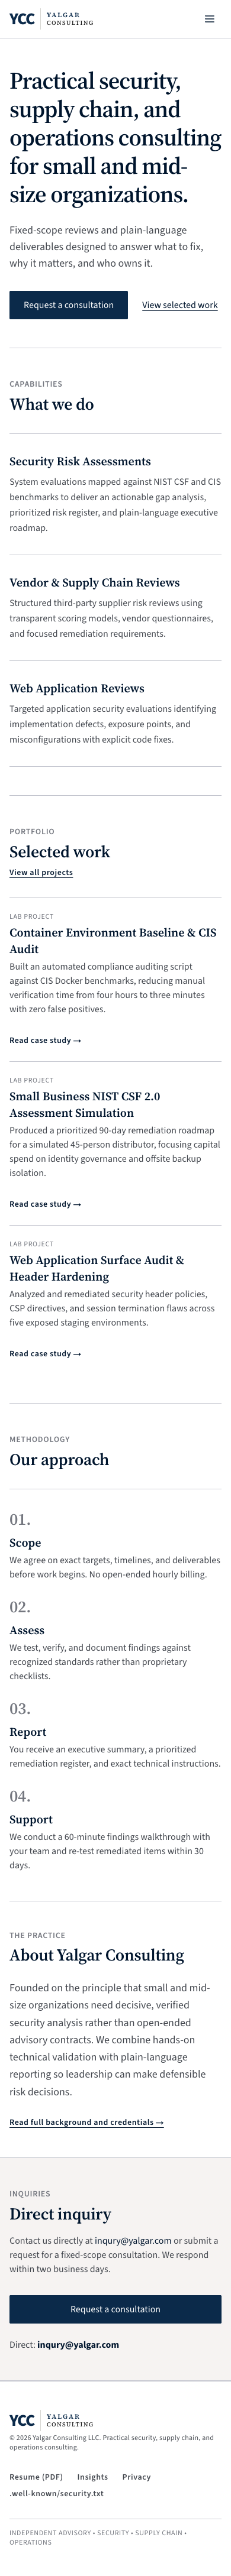 YCC YALGAR
CONSULTING
Practical security,
supply chain, and
operations consulting
for small and mid-
size organizations.
Fixed-scope reviews and plain-language
deliverables designed to answer what to fix,
why it matters, and who owns it.
Request a consultation View selected work
CAPABILITIES
What we do
Security Risk Assessments
System evaluations mapped against NIST CSF and CIS
benchmarks to deliver an actionable gap analysis,
prioritized risk register, and plain-language executive
roadmap.
Vendor & Supply Chain Reviews
Structured third-party supplier risk reviews using
transparent scoring models, vendor questionnaires,
and focused remediation requirements.
Web Application Reviews
Targeted application security evaluations identifying
implementation defects, exposure points, and
misconfigurations with explicit code fixes.
PORTFOLIO
Selected work
View all projects
LAB PROJECT
Container Environment Baseline & CIS
Audit
Built an automated compliance auditing script
against CIS Docker benchmarks, reducing manual
verification time from four hours to three minutes
with zero false positives.
Read case study →
LAB PROJECT
Small Business NIST CSF 2.0
Assessment Simulation
Produced a prioritized 90-day remediation roadmap
for a simulated 45-person distributor, focusing capital
spend on identity governance and offsite backup
isolation.
Read case study →
LAB PROJECT
Web Application Surface Audit &
Header Hardening
Analyzed and remediated security header policies,
CSP directives, and session termination flaws across
five exposed staging environments.
Read case study →
METHODOLOGY
Our approach
01.
Scope
We agree on exact targets, timelines, and deliverables
before work begins. No open-ended hourly billing.
02.
Assess
We test, verify, and document findings against
recognized standards rather than proprietary
checklists.
03.
Report
You receive an executive summary, a prioritized
remediation register, and exact technical instructions.
04.
Support
We conduct a 60-minute findings walkthrough with
your team and re-test remediated items within 30
days.
THE PRACTICE
About Yalgar Consulting
Founded on the principle that small and mid-
size organizations need decisive, verified
security analysis rather than open-ended
advisory contracts. We combine hands-on
technical validation with plain-language
reporting so leadership can make defensible
risk decisions.
Read full background and credentials →
INQUIRIES
Direct inquiry
Contact us directly at inqury@yalgar.com or submit a
request for a fixed-scope consultation. We respond
within two business days.
Request a consultation
Direct: inqury@yalgar.com
YCC YALGAR
CONSULTING
© 2026 Yalgar Consulting LLC. Practical security, supply chain, and
operations consulting.
Resume (PDF) Insights Privacy
.well-known/security.txt
INDEPENDENT ADVISORY • SECURITY • SUPPLY CHAIN •
OPERATIONS